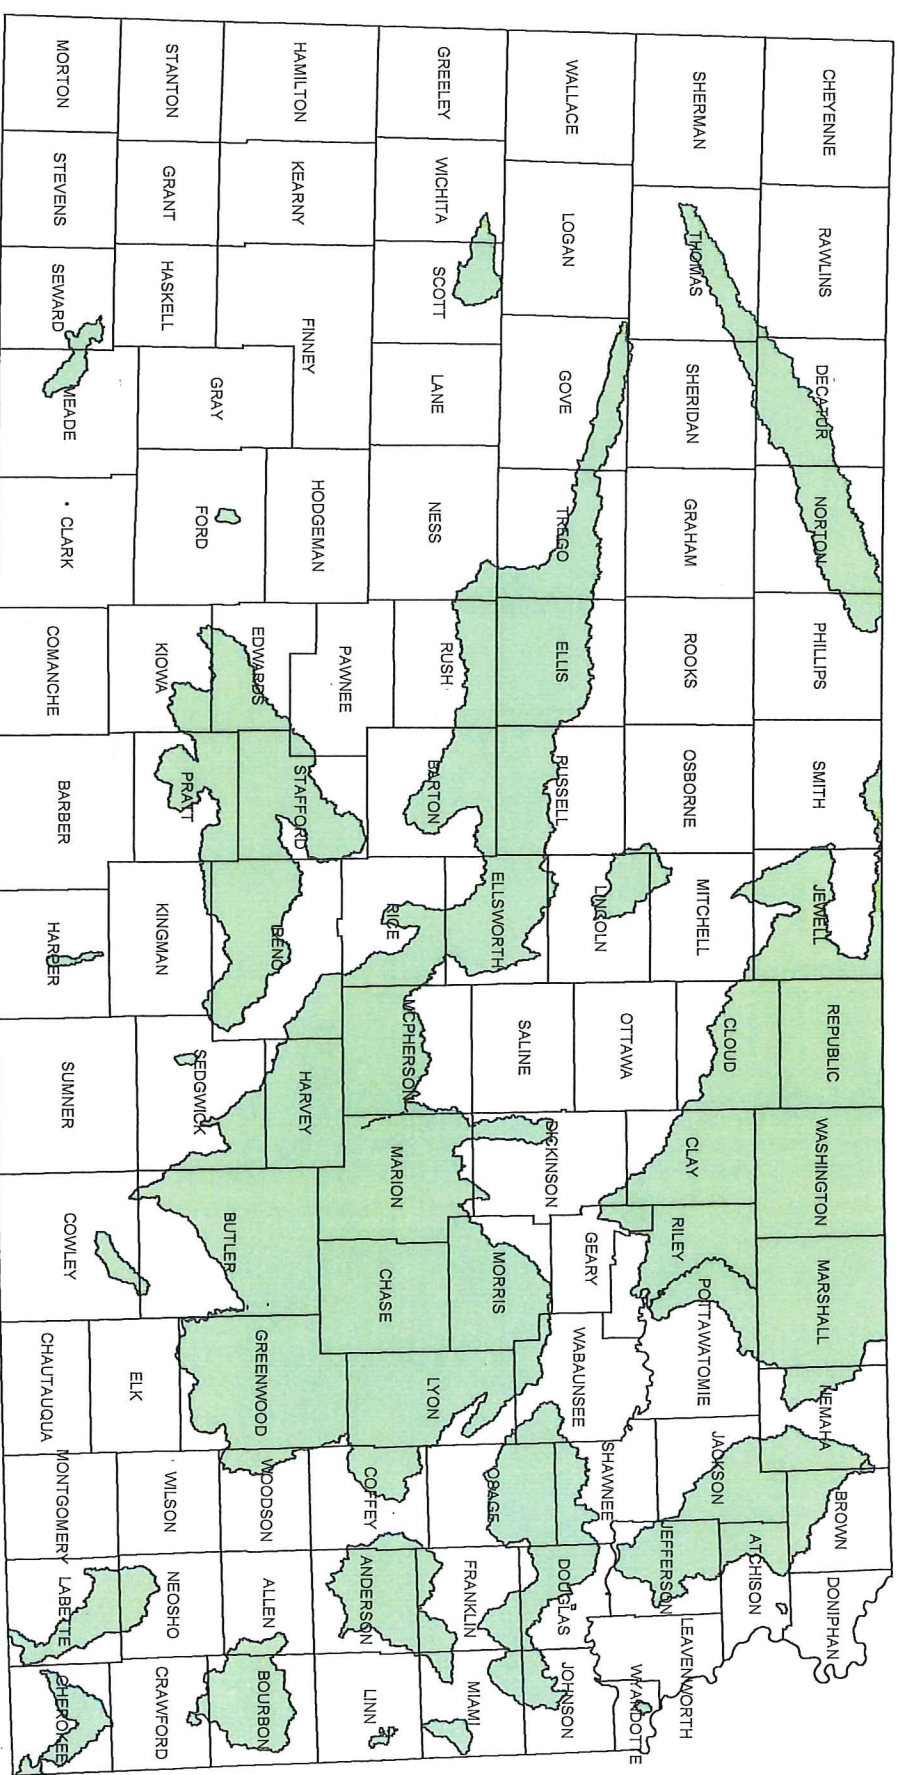 CHEYENNE
RAWLINS
DECATUR
NORTON
PHILLIPS
SMITH
JEWELL
REPUBLIC
WASHINGTON
MARSHALL
NEMAHA
BROWN
DONIPHAN
SHERMAN
THOMAS
SHERIDAN
GRAHAM
ROOKS
OSBORNE
MITCHELL
CLOUD
CLAY
RILEY
POTTAWATOMIE
JACKSON
ATCHISON
JEFFERSON
LEAVENWORTH
WYANDOTTE
WALLACE
LOGAN
GOVE
TREGO
ELLIS
RUSSELL
LINCOLN
OTTAWA
ELLSWORTH
SALINE
DICKINSON
GEARY
MORRIS
WABAUNSEE
SHAWNEE
OSAGE
DOUGLAS
JOHNSON
GREELEY
WICHITA
SCOTT
LANE
NESS
RUSH
BARTON
RICE
MCPHERSON
MARION
CHASE
LYON
COFFEY
FRANKLIN
ANDERSON
MIAMI
LINN
HAMILTON
KEARNY
FINNEY
HODGEMAN
PAWNEE
EDWARDS
STAFFORD
RENO
HARVEY
BUTLER
GREENWOOD
WOODSON
ALLEN
BOURBON
STANTON
GRANT
HASKELL
GRAY
FORD
KIOWA
PRATT
KINGMAN
SEDGWICK
ELK
WILSON
NEOSHO
CRAWFORD
MORTON
STEVENS
SEWARD
MEADE
CLARK
COMANCHE
BARBER
HARPER
SUMNER
COWLEY
CHAUTAUQUA
MONTGOMERY
LABETTE
CHEROKEE